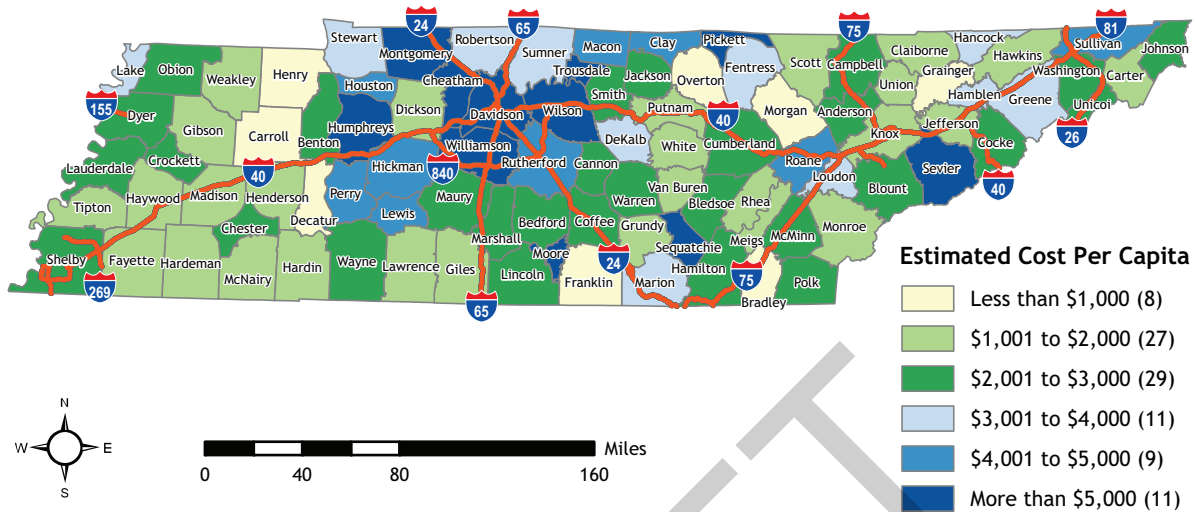 24
65
75
81
Stewart
Montgomery
Robertson
Sumner
Macon
Clay
Pickett
Scott
Campbell
Claiborne
Hancock
Hawkins
Sullivan
Johnson
Lake
Obion
Weakley
Henry
Houston
Cheatham
Trousdale
Jackson
Overton
Fentress
Union
Grainger
Hamblen
Washington
Carter
Greene
Unicoi
155
Dyer
Gibson
Carroll
Benton
Humphreys
Dickson
Davidson
Wilson
Smith
Putnam
40
Morgan
Anderson
Knox
Jefferson
Cocke
26
Lauderdale
Crockett
40
Hickman
840
Williamson
Rutherford
Cannon
DeKalb
White
Cumberland
Roane
Loudon
Blount
Sevier
40
Tipton
Haywood
Madison
Henderson
Decatur
Perry
Lewis
Maury
Bedford
Coffee
Warren
Van Buren
Bledsoe
Rhea
Chester
Marshall
Moore
Grundy
Sequatchie
Meigs
McMinn
Monroe
Shelby
Fayette
Hardeman
McNairy
Hardin
Wayne
Lawrence
Giles
Lincoln
Franklin
24
Marion
Hamilton
75
Bradley
Polk
269
65
Estimated Cost Per Capita
Less than $1,000 (8)
$1,001 to $2,000 (27)
$2,001 to $3,000 (29)
$3,001 to $4,000 (11)
$4,001 to $5,000 (9)
More than $5,000 (11)
N
W E
S
Miles
0 40 80 160